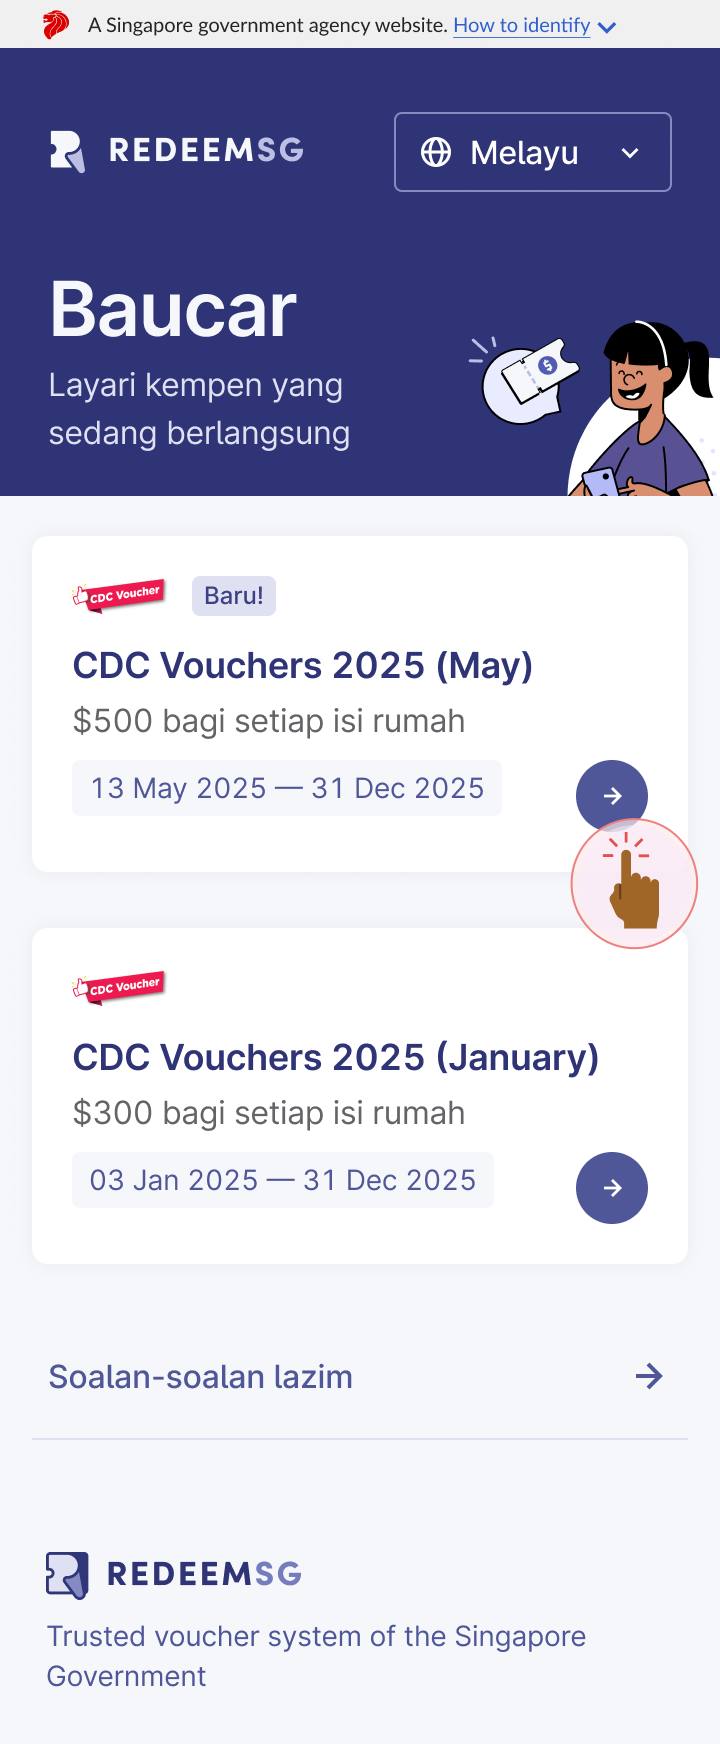 A Singapore government agency website. How to identify
REDEEMSG
Melayu
Baucar
Layari kempen yang
sedang berlangsung
CDC Voucher
Baru!
CDC Vouchers 2025 (May)
$500 bagi setiap isi rumah
13 May 2025 — 31 Dec 2025
CDC Voucher
CDC Vouchers 2025 (January)
$300 bagi setiap isi rumah
03 Jan 2025 — 31 Dec 2025
Soalan-soalan lazim
REDEEMSG
Trusted voucher system of the Singapore
Government